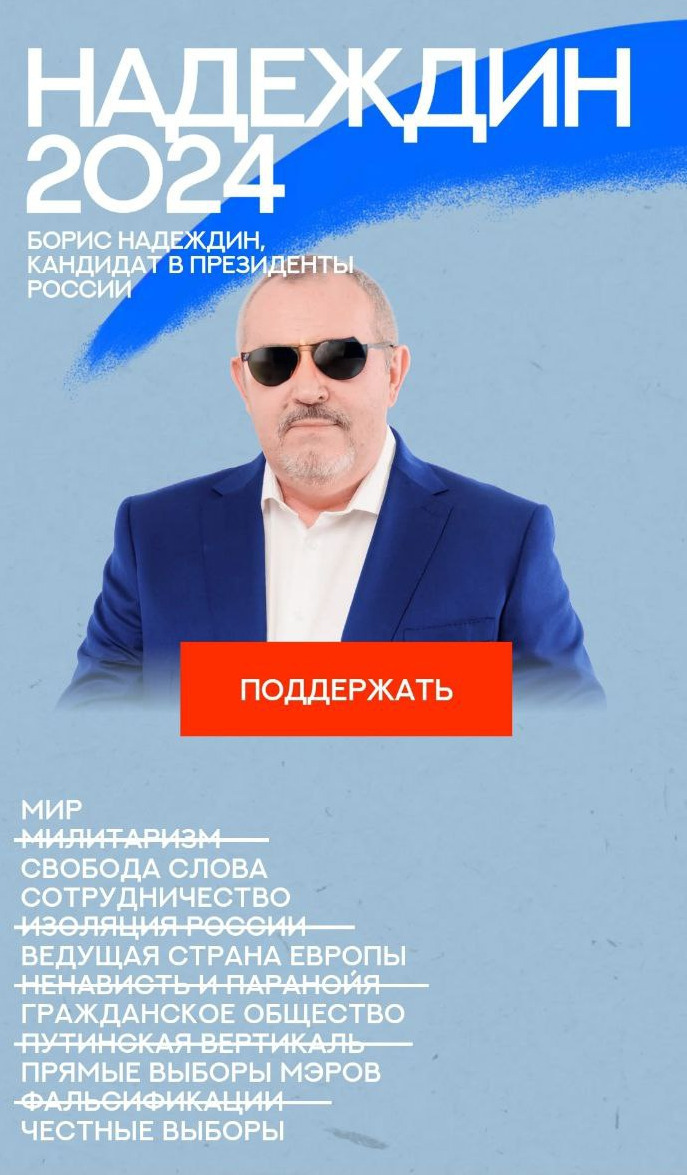 НАДЕЖДИН
2024
БОРИС НАДЕЖДИН,
КАНДИДАТ В ПРЕЗИДЕНТЫ
РОССИИ
ПОДДЕРЖАТЬ
МИР
МИЛИТАРИЗМ
СВОБОДА СЛОВА
СОТРУДНИЧЕСТВО
ИЗОЛЯЦИЯ РОССИИ
ВЕДУЩАЯ СТРАНА ЕВРОПЫ
НЕНАВИСТЬ И ПАРАНОЙЯ
ГРАЖДАНСКОЕ ОБЩЕСТВО
ПУТИНСКАЯ ВЕРТИКАЛЬ
ПРЯМЫЕ ВЫБОРЫ МЭРОВ
ФАЛЬСИФИКАЦИИ
ЧЕСТНЫЕ ВЫБОРЫ